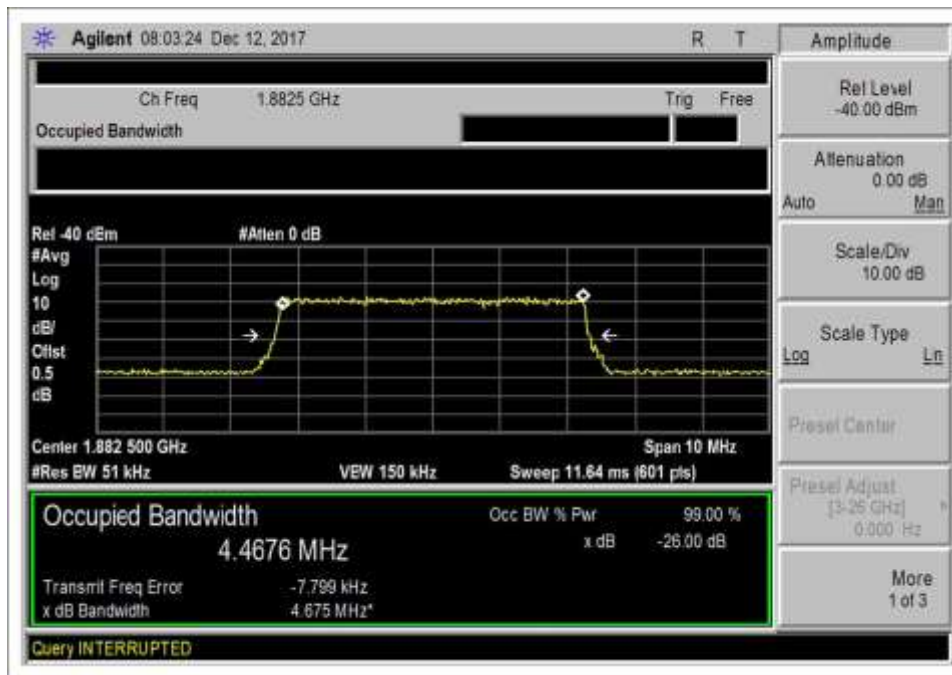 Agilent 08:03:24 Dec 12, 2017 R T
Ch Freq 1.8825 GHz Trig Free
Occupied Bandwidth
Ref -40 dBm #Atten 0 dB
#Avg
Log
10
dB/
Offst
0.5
dB
Center 1.882 500 GHz Span 10 MHz
#Res BW 51 kHz VBW 150 kHz Sweep 11.64 ms (601 pts)
Occupied Bandwidth Occ BW % Pwr 99.00 %
4.4676 MHz x dB -26.00 dB
Transmit Freq Error -7.799 kHz
x dB Bandwidth 4.675 MHz*
Query INTERRUPTED
Amplitude
Ref Level
-40.00 dBm
Attenuation
0.00 dB
Auto Man
Scale/Div
10.00 dB
Scale Type
Log Lin
Presel Center
Presel Adjust
[3-26 GHz]
0.000 Hz
More
1 of 3